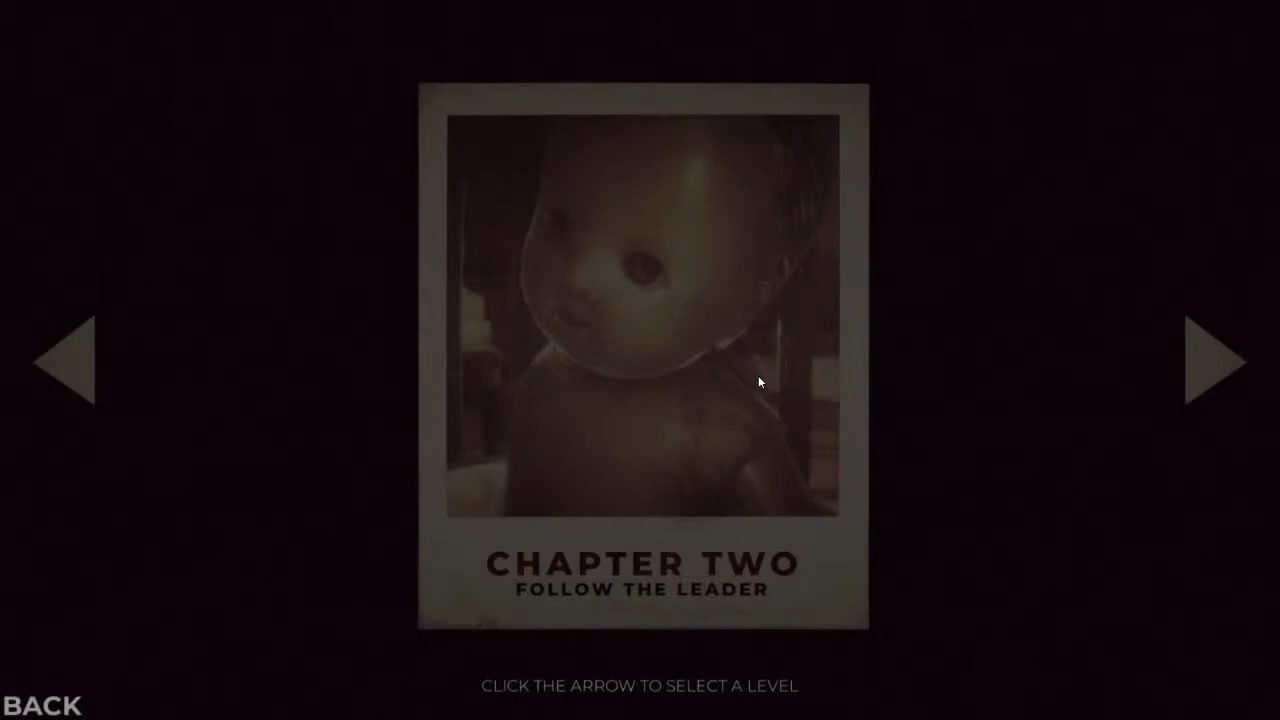 CHAPTER TWO
FOLLOW THE LEADER
CLICK THE ARROW TO SELECT A LEVEL
BACK